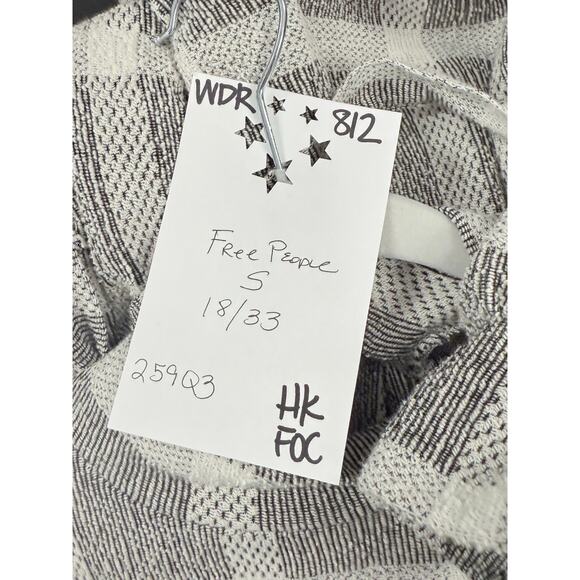 WDR 812
Free People
S
18/33
259Q3
HK
FOC